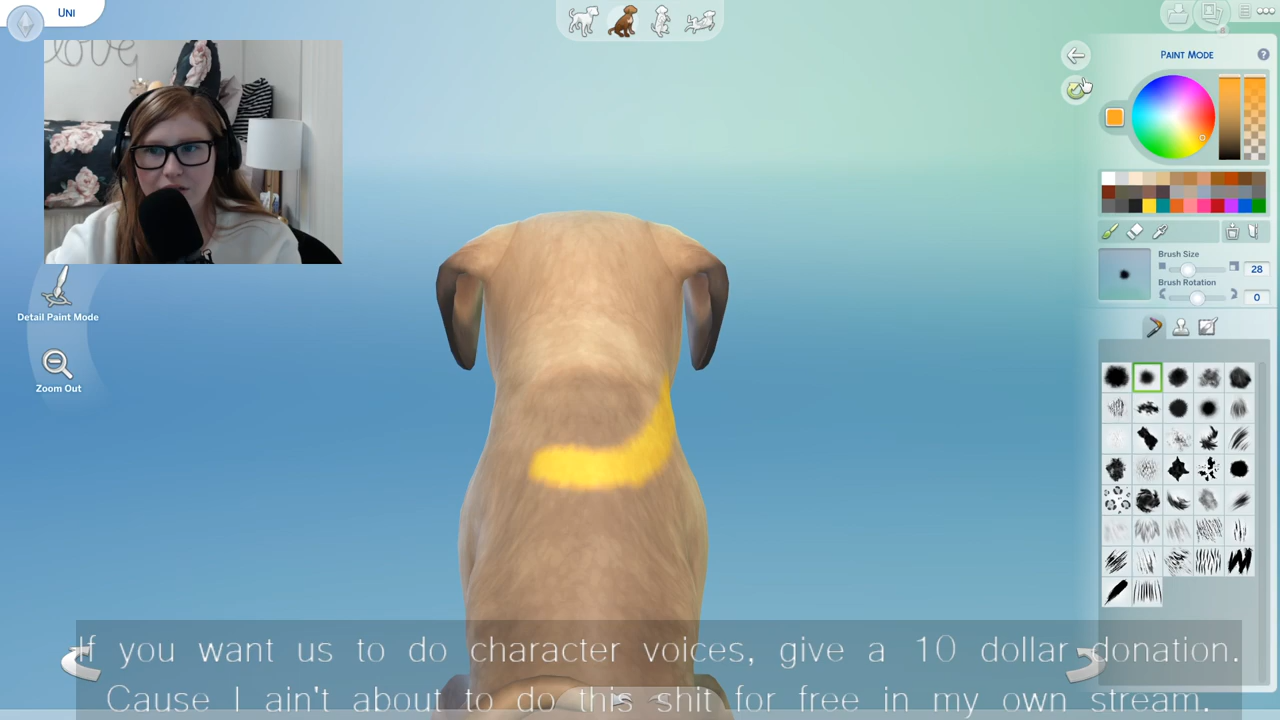 Uni
love
PAINT MODE
?
Brush Size
28
Brush Rotation
0
Detail Paint Mode
Zoom Out
If you want us to do character voices, give a 10 dollar donation.
Cause I ain't about to do this shit for free in my own stream.